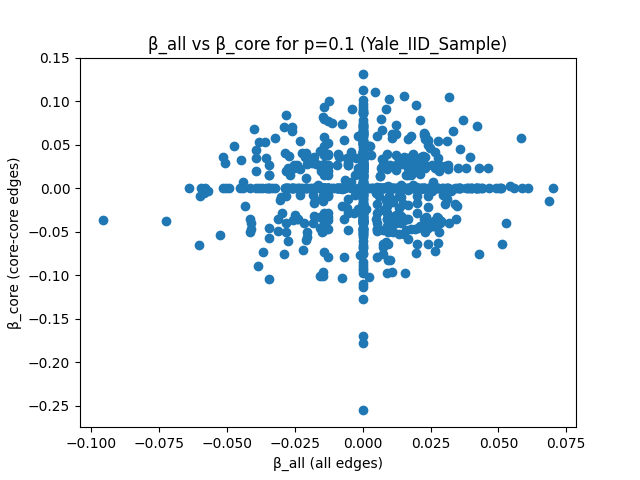 β_all vs β_core for p=0.1 (Yale_IID_Sample)
β_core (core-core edges)
0.15
0.10
0.05
0.00
−0.05
−0.10
−0.15
−0.20
−0.25
−0.100 −0.075 −0.050 −0.025 0.000 0.025 0.050 0.075
β_all (all edges)